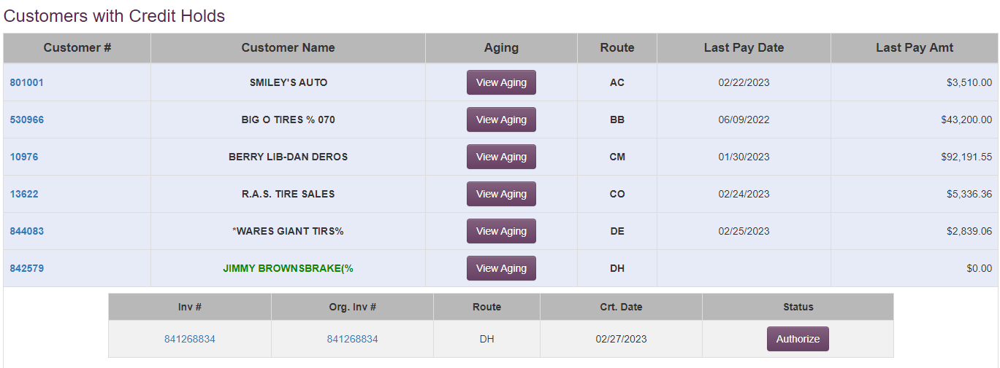 Customers with Credit Holds
Customer # Customer Name Aging Route Last Pay Date Last Pay Amt
801001 SMILEY'S AUTO View Aging AC 02/22/2023 $3,510.00
530966 BIG O TIRES % 070 View Aging BB 06/09/2022 $43,200.00
10976 BERRY LIB-DAN DEROS View Aging CM 01/30/2023 $92,191.55
13622 R.A.S. TIRE SALES View Aging CO 02/24/2023 $5,336.36
844083 *WARES GIANT TIRS% View Aging DE 02/25/2023 $2,839.06
842579 JIMMY BROWNSBRAKE(% View Aging DH $0.00
Inv # Org. Inv # Route Crt. Date Status
841268834 841268834 DH 02/27/2023 Authorize